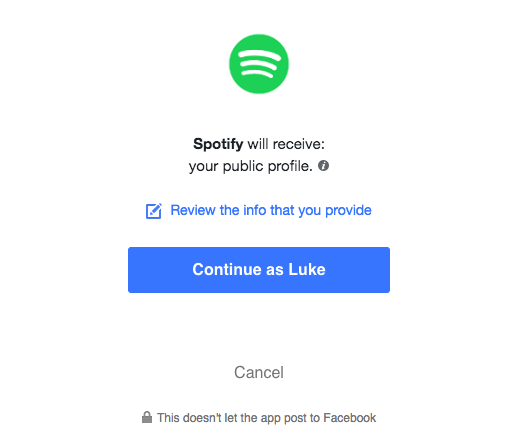 Spotify will receive:
your public profile.
Review the info that you provide
Continue as Luke
Cancel
This doesn't let the app post to Facebook